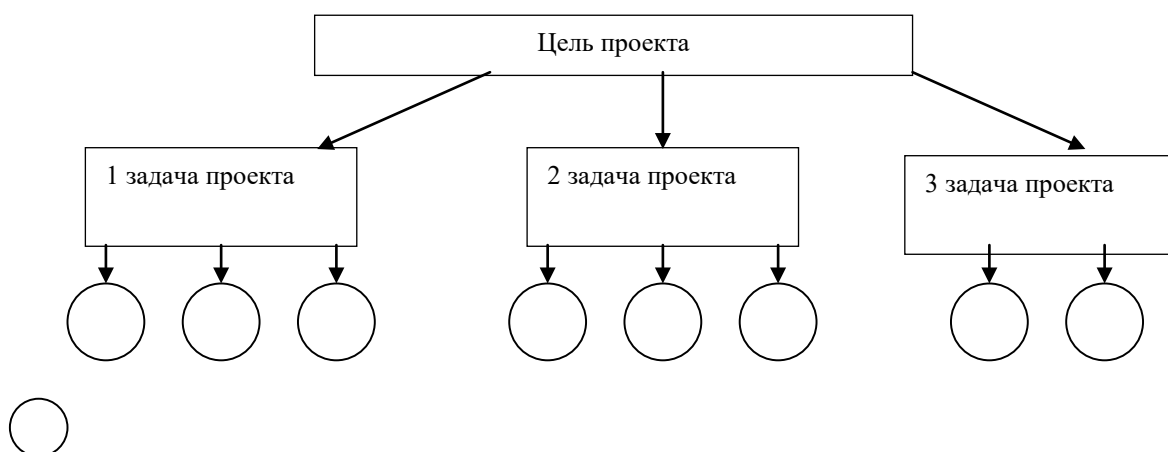 Цель проекта
1 задача проекта
2 задача проекта
3 задача проекта